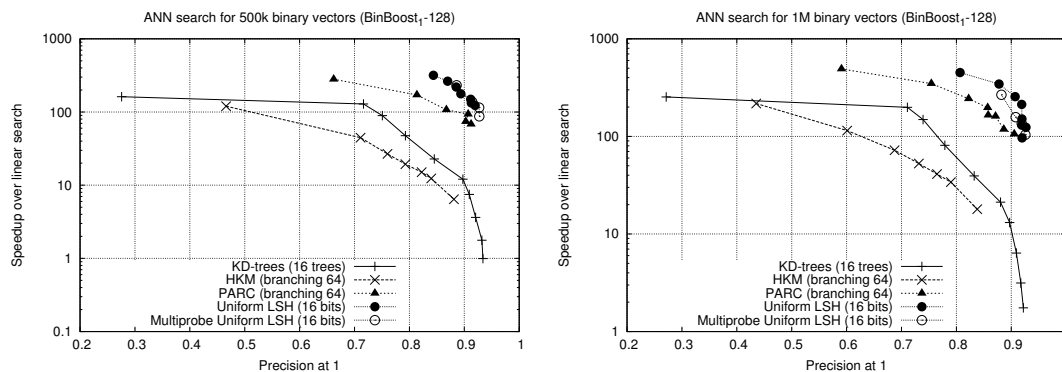 ANN search for 500k binary vectors (BinBoost1-128)
1000
100
10
1
0.1
Speedup over linear search
KD-trees (16 trees)
HKM (branching 64)
PARC (branching 64)
Uniform LSH (16 bits)
Multiprobe Uniform LSH (16 bits)
0.2 0.3 0.4 0.5 0.6 0.7 0.8 0.9 1
Precision at 1
ANN search for 1M binary vectors (BinBoost1-128)
1000
100
10
1
Speedup over linear search
KD-trees (16 trees)
HKM (branching 64)
PARC (branching 64)
Uniform LSH (16 bits)
Multiprobe Uniform LSH (16 bits)
0.2 0.3 0.4 0.5 0.6 0.7 0.8 0.9 1
Precision at 1